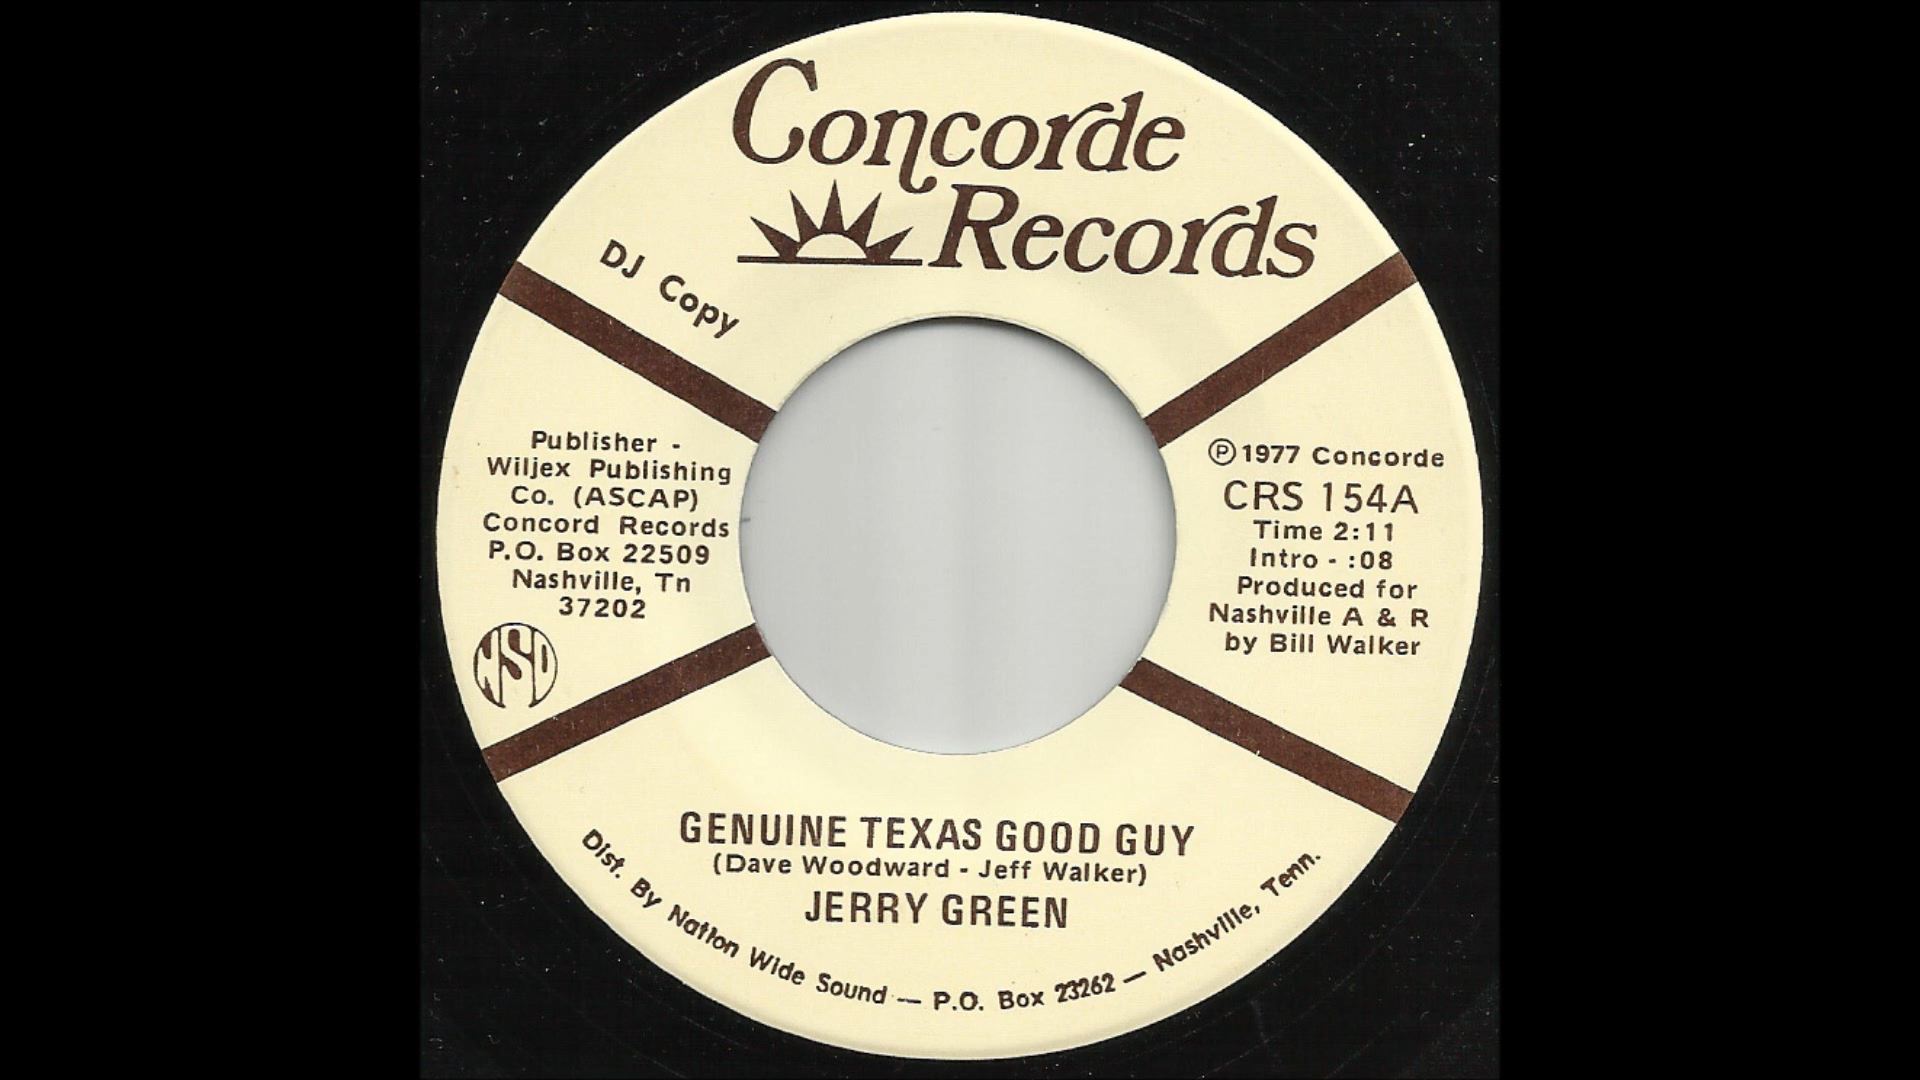 Concorde
Records
DJ Copy
Publisher -
Wiljex Publishing
Co. (ASCAP)
Concord Records
P.O. Box 22509
Nashville, Tn
37202
NSD
Ⓟ1977 Concorde
CRS 154A
Time 2:11
Intro - :08
Produced for
Nashville A & R
by Bill Walker
GENUINE TEXAS GOOD GUY
(Dave Woodward - Jeff Walker)
JERRY GREEN
Dist. By Nation Wide Sound — P.O. Box 23262 — Nashville, Tenn.